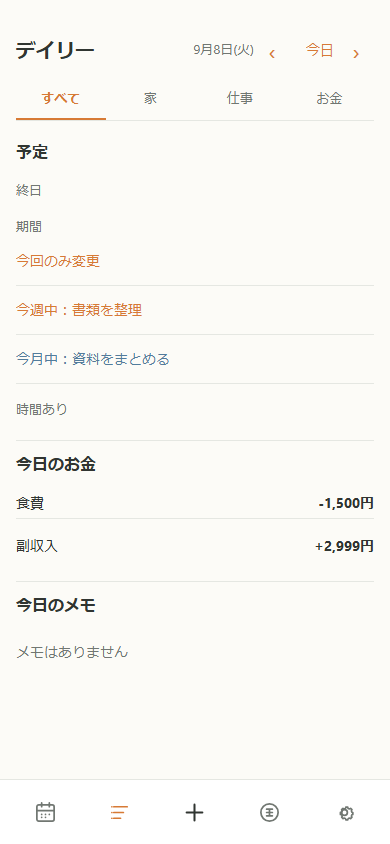 デイリー 9月8日(火) ‹ 今日 ›
すべて 家 仕事 お金
予定
終日
期間
今回のみ変更
今週中：書類を整理
今月中：資料をまとめる
時間あり
今日のお金
食費 -1,500円
副収入 +2,999円
今日のメモ
メモはありません